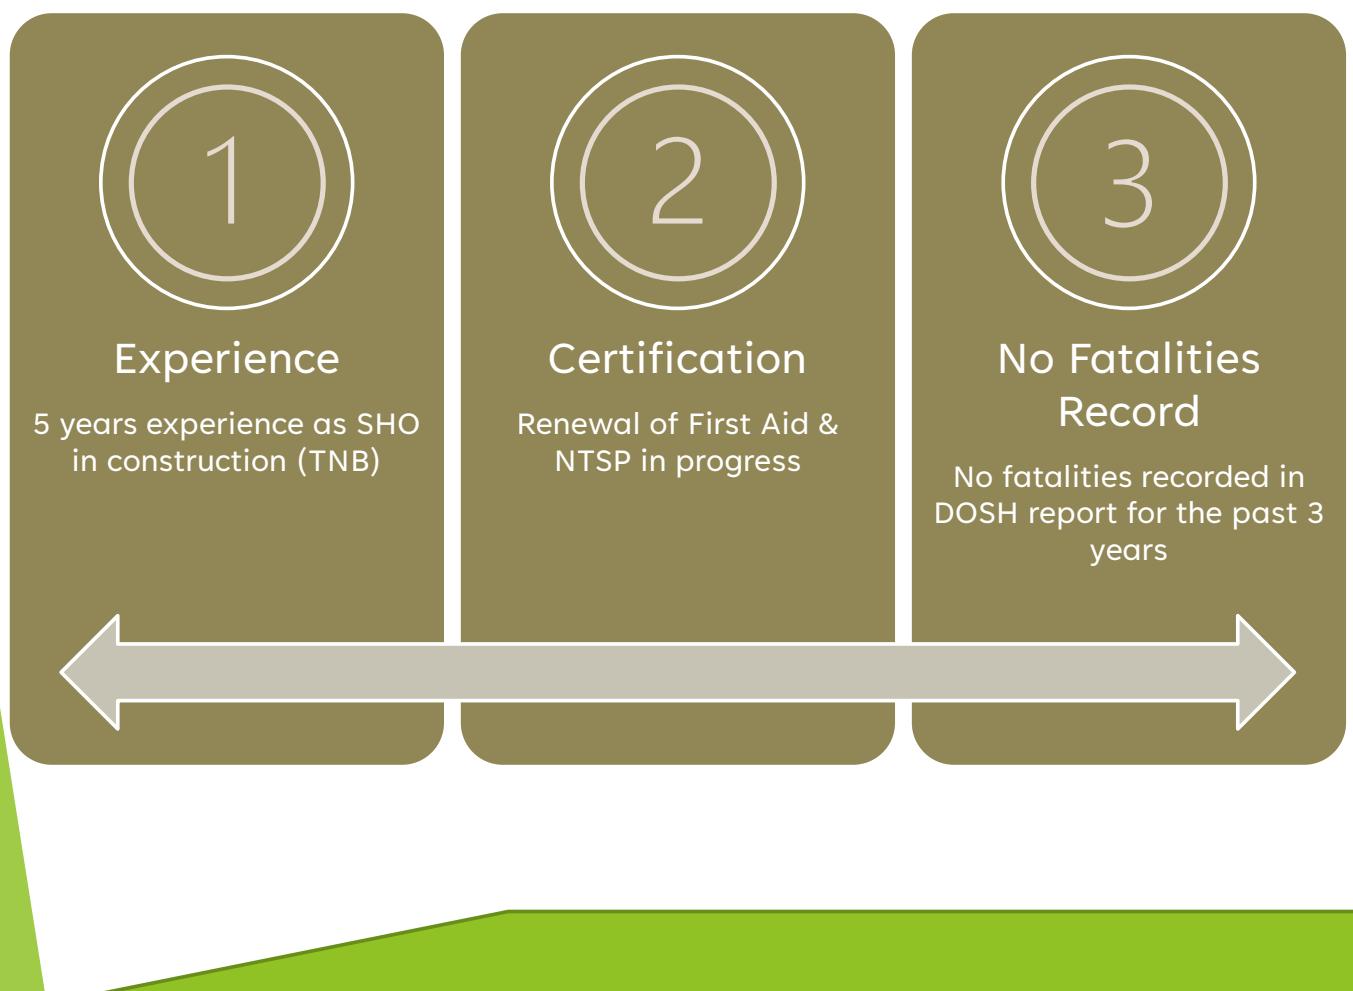 1
Experience
5 years experience as SHO
in construction (TNB)
2
Certification
Renewal of First Aid &
NTSP in progress
3
No Fatalities
Record
No fatalities recorded in
DOSH report for the past 3
years